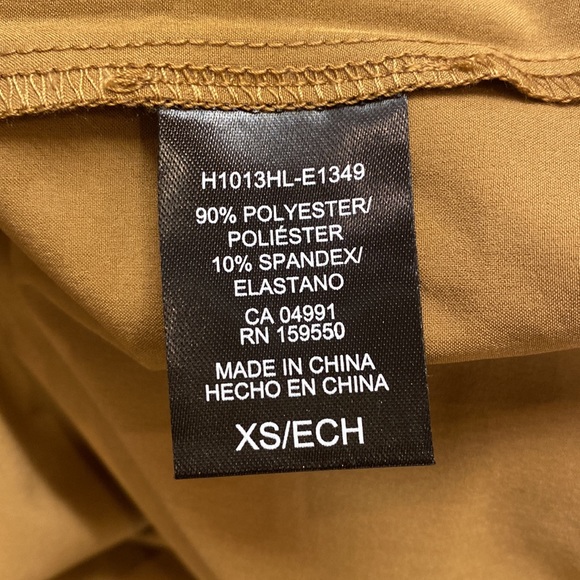 H1013HL-E1349
90% POLYESTER/
POLIÉSTER
10% SPANDEX/
ELASTANO
CA 04991
RN 159550
MADE IN CHINA
HECHO EN CHINA
XS/ECH